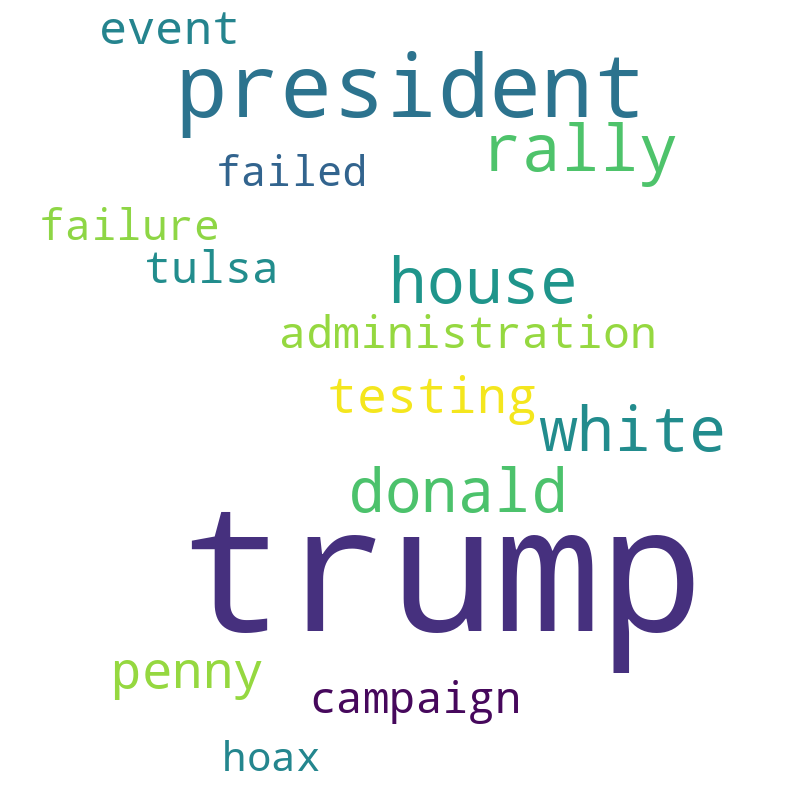 event
president
rally
failed
failure
tulsa
house
administration
testing
white
donald
trump
penny
campaign
hoax